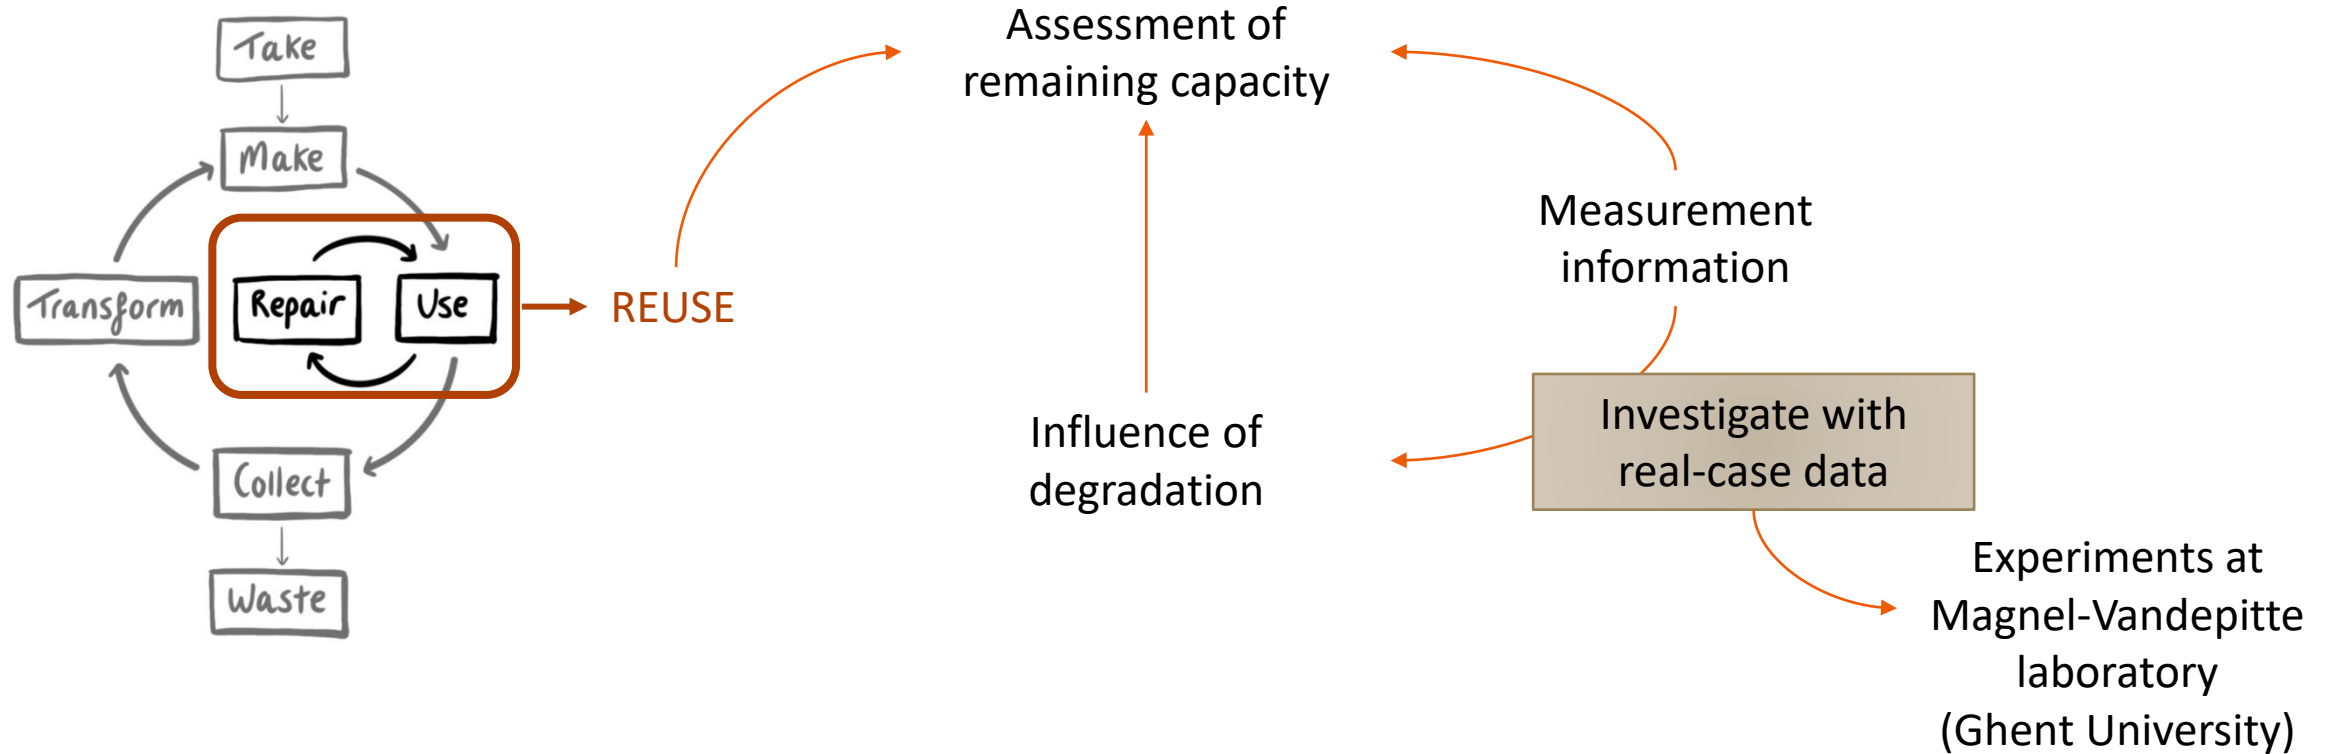 Take
Make
Transform
Repair
Use
Collect
Waste
REUSE
Assessment of
remaining capacity
Measurement
information
Influence of
degradation
Investigate with
real-case data
Experiments at
Magnel-Vandepitte
laboratory
(Ghent University)